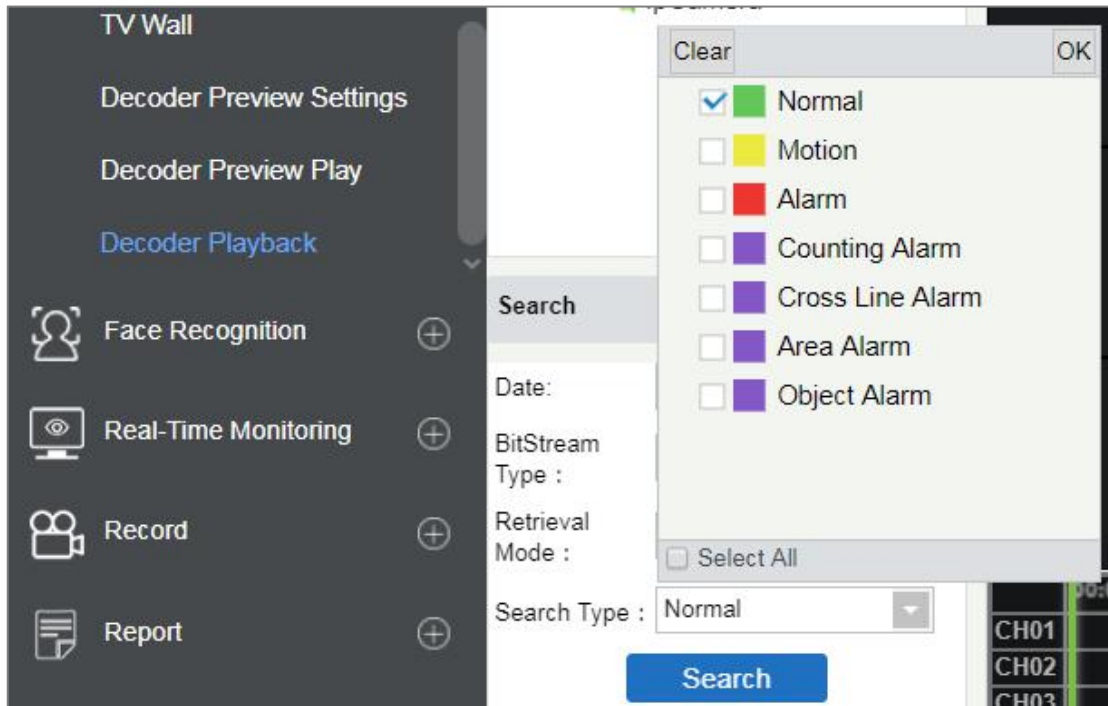 TV Wall
Decoder Preview Settings
Decoder Preview Play
Decoder Playback
Face Recognition
Real-Time Monitoring
Record
Report
Search
Date:
BitStream
Type :
Retrieval
Mode :
Search Type : Normal
Search
Clear OK
Normal
Motion
Alarm
Counting Alarm
Cross Line Alarm
Area Alarm
Object Alarm
Select All
CH01
CH02
CH03